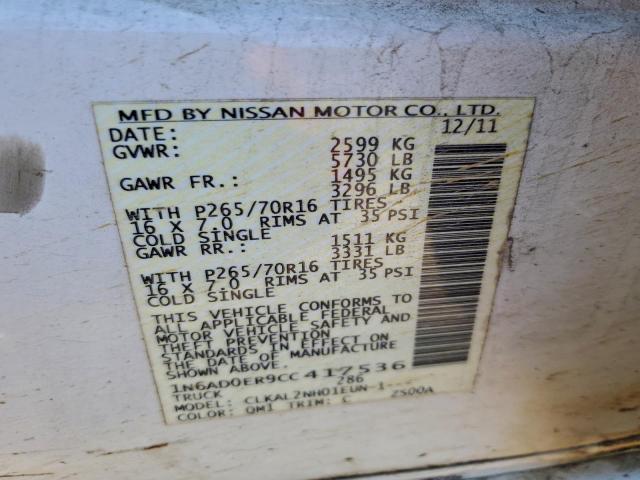 MFD BY NISSAN MOTOR CO., LTD.
DATE: 12/11
GVWR: 2599 KG
5730 LB
GAWR FR.: 1495 KG
3296 LB
WITH P265/70R16 TIRES
16 X 7.0 RIMS AT 35 PSI
COLD SINGLE
GAWR RR.: 1511 KG
3331 LB
WITH P265/70R16 TIRES
16 X 7.0 RIMS AT 35 PSI
COLD SINGLE
THIS VEHICLE CONFORMS TO
ALL APPLICABLE FEDERAL
MOTOR VEHICLE SAFETY AND
THEFT PREVENTION
STANDARDS IN EFFECT ON
THE DATE OF MANUFACTURE
SHOWN ABOVE.
1N6AD0ER9CC417536
TRUCK 286
MODEL: CLKAL2NH01EUN-1---
COLOR: QM1 TRIM: C 2500A